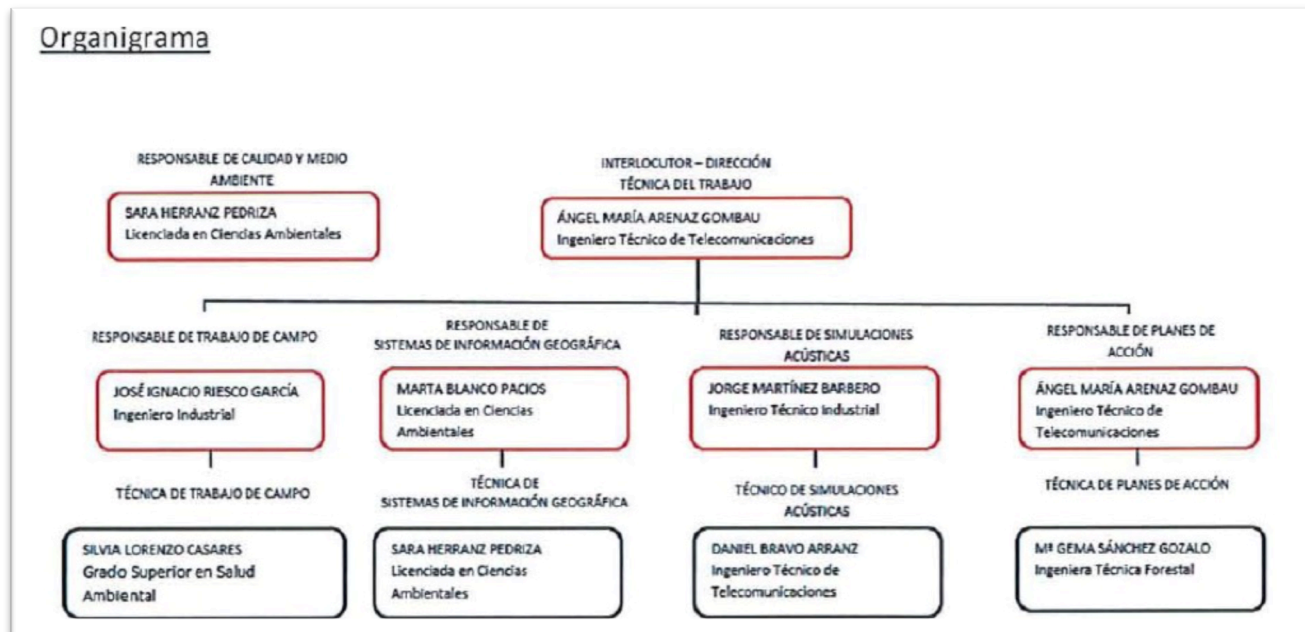 Organigrama
RESPONSABLE DE CALIDAD Y MEDIO
AMBIENTE
SARA HERRANZ PEDRIZA
Licenciada en Ciencias Ambientales
INTERLOCUTOR – DIRECCIÓN
TÉCNICA DEL TRABAJO
ÁNGEL MARÍA ARENAZ GOMBAU
Ingeniero Técnico de Telecomunicaciones
RESPONSABLE DE TRABAJO DE CAMPO
JOSÉ IGNACIO RIESCO GARCÍA
Ingeniero Industrial
RESPONSABLE DE
SISTEMAS DE INFORMACIÓN GEOGRÁFICA
MARTA BLANCO PACIOS
Licenciada en Ciencias
Ambientales
RESPONSABLE DE SIMULACIONES
ACÚSTICAS
JORGE MARTÍNEZ BARBERO
Ingeniero Técnico Industrial
RESPONSABLE DE PLANES DE
ACCIÓN
ÁNGEL MARÍA ARENAZ GOMBAU
Ingeniero Técnico de
Telecomunicaciones
TÉCNICA DE TRABAJO DE CAMPO
SILVIA LORENZO CASARES
Grado Superior en Salud
Ambiental
TÉCNICA DE
SISTEMAS DE INFORMACIÓN GEOGRÁFICA
SARA HERRANZ PEDRIZA
Licenciada en Ciencias
Ambientales
TÉCNICO DE SIMULACIONES
ACÚSTICAS
DANIEL BRAVO ARRANZ
Ingeniero Técnico de
Telecomunicaciones
TÉCNICA DE PLANES DE ACCIÓN
Mª GEMA SÁNCHEZ GOZALO
Ingeniera Técnica Forestal